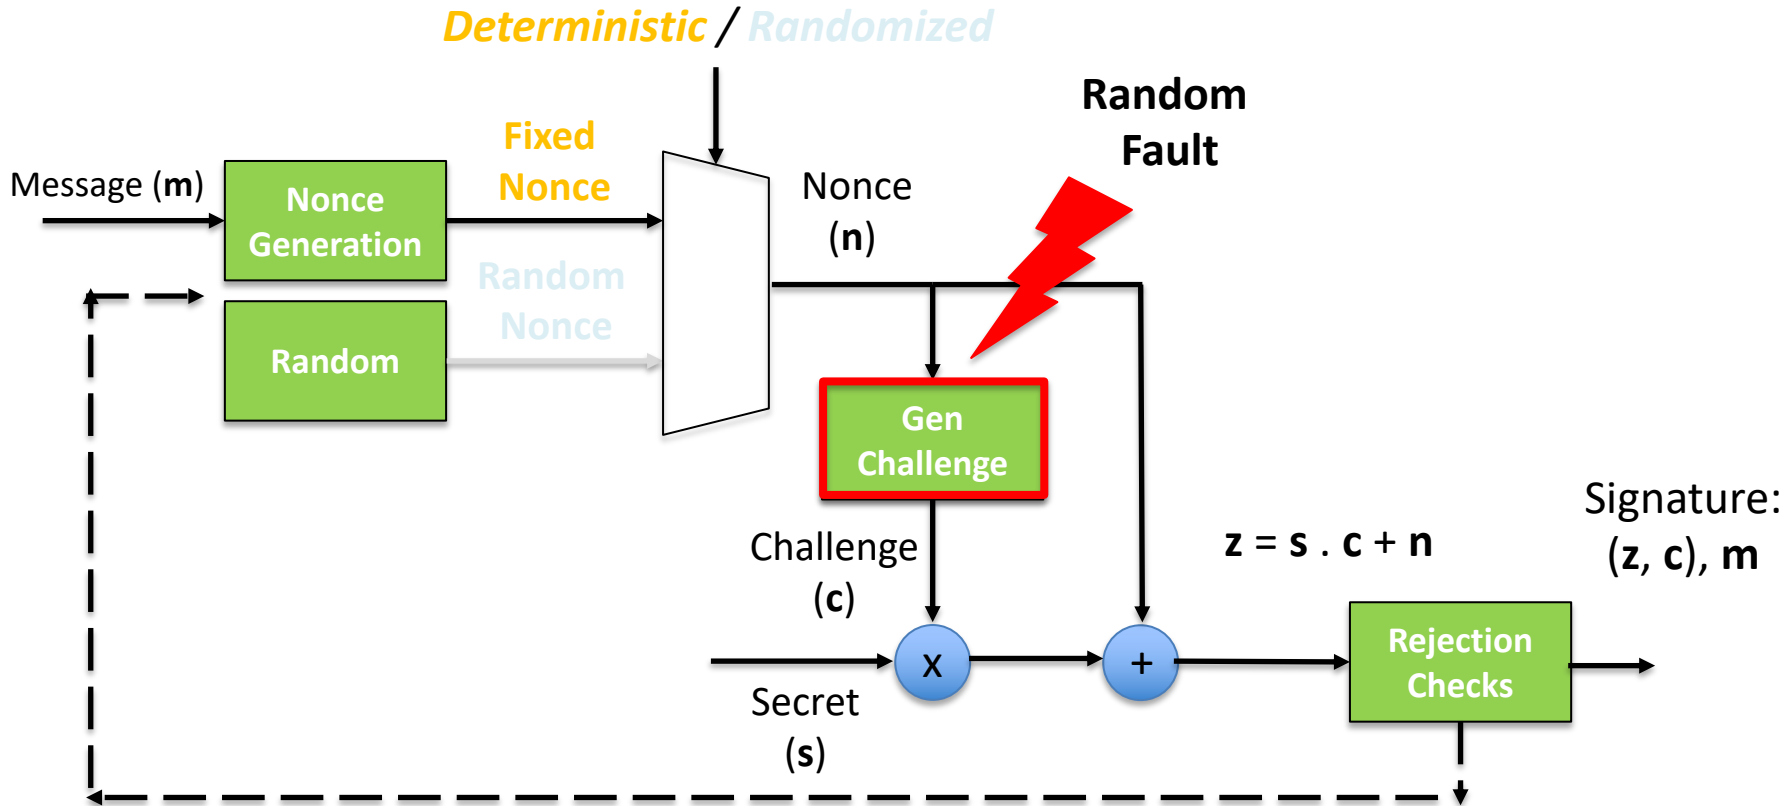 Deterministic / Randomized
Random
Fault
Fixed
Nonce
Message (m)
Nonce
Generation
Nonce
(n)
Random
Nonce
Random
Gen
Challenge
Signature:
(z, c), m
Challenge
(c)
z = s . c + n
x
+
Rejection
Checks
Secret
(s)